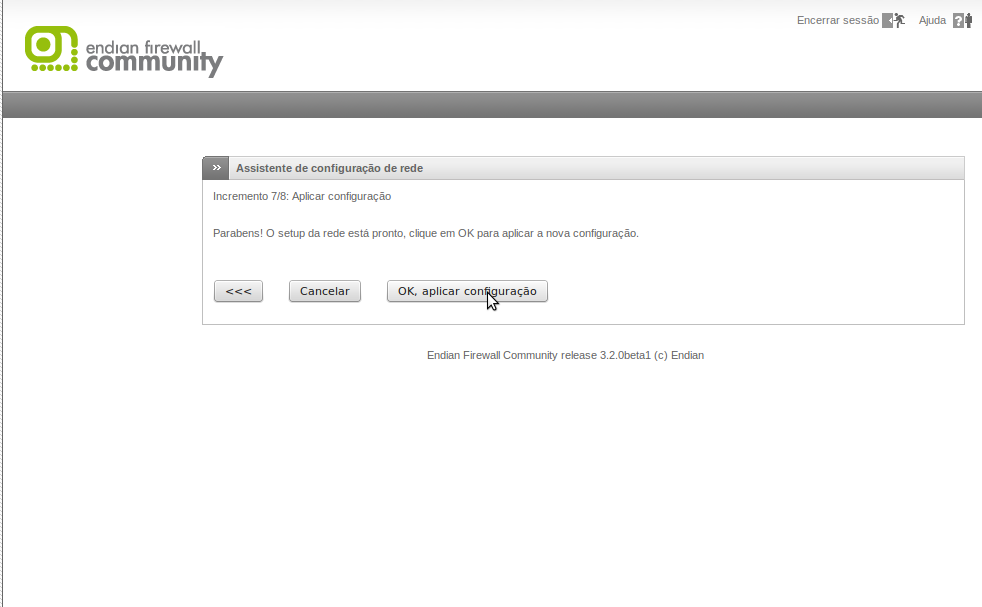 Encerrar sessão
Ajuda
endian firewall
community
Assistente de configuração de rede
Incremento 7/8: Aplicar configuração
Parabens! O setup da rede está pronto, clique em OK para aplicar a nova configuração.
<<< Cancelar OK, aplicar configuração
Endian Firewall Community release 3.2.0beta1 (c) Endian